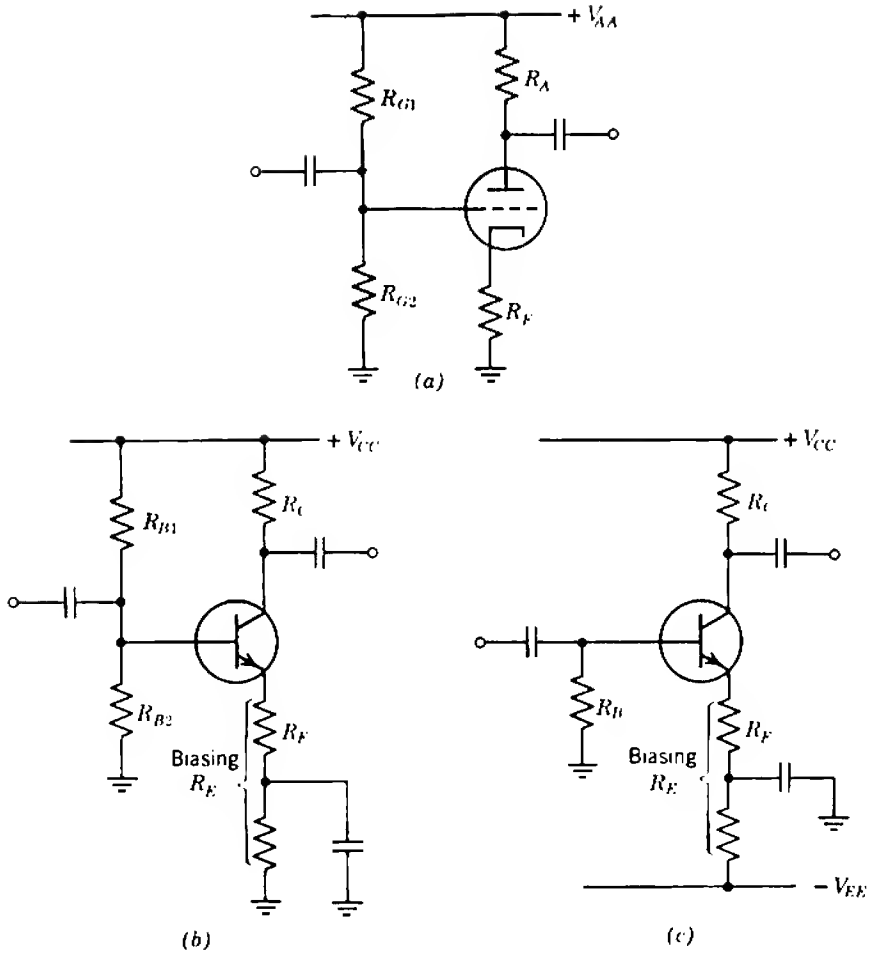 + V_AA
R_G1
R_A
R_G2
R_F
(a)
+ V_CC
R_B1
R_C
R_B2
R_F
Biasing
R_E
(b)
+ V_CC
R_C
R_B
R_F
Biasing
R_E
− V_EE
(c)